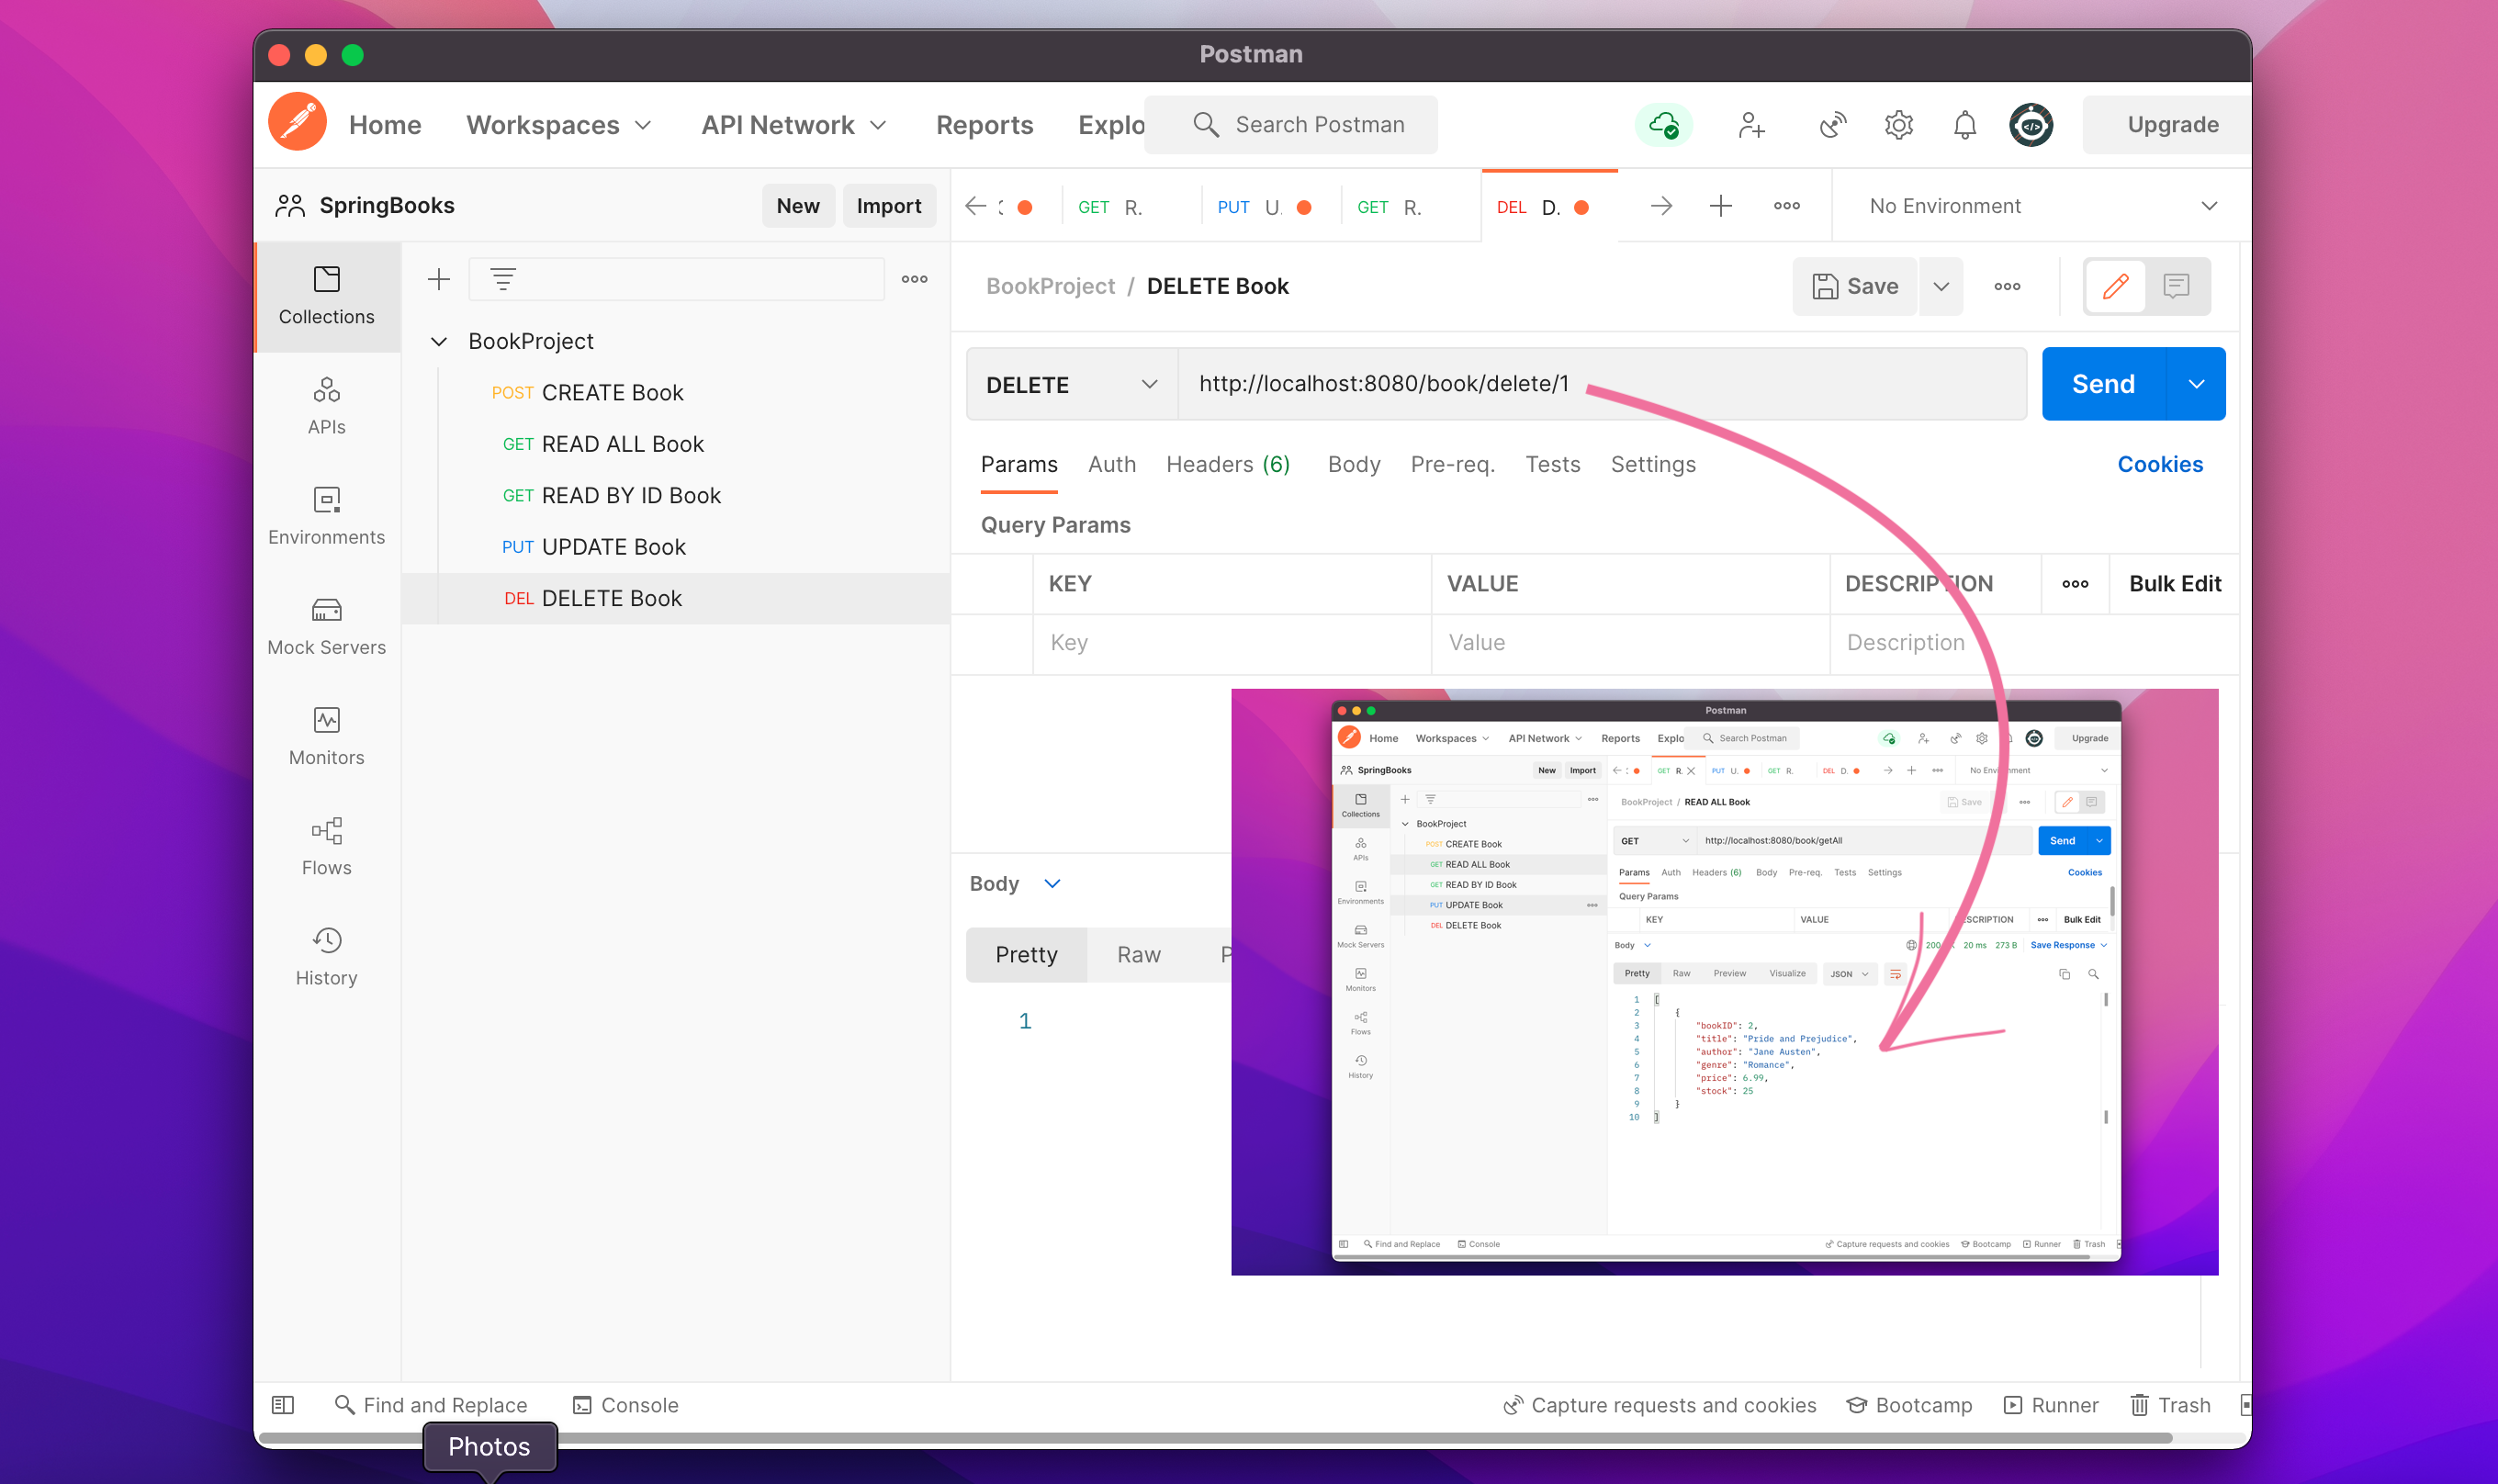 Postman
Home Workspaces API Network Reports Explo Search Postman Upgrade
SpringBooks New Import
GET R. PUT U. GET R. DEL D. No Environment
Collections
APIs
Environments
Mock Servers
Monitors
Flows
History
BookProject
POST CREATE Book
GET READ ALL Book
GET READ BY ID Book
PUT UPDATE Book
DEL DELETE Book
BookProject / DELETE Book Save
DELETE http://localhost:8080/book/delete/1 Send
Params Auth Headers (6) Body Pre-req. Tests Settings Cookies
Query Params
KEY VALUE DESCRIPTION Bulk Edit
Key Value Description
Body
Pretty Raw P
1
Postman
Home Workspaces API Network Reports Explo Search Postman Upgrade
SpringBooks New Import
GET R. PUT U. GET R. DEL D.
Collections
APIs
Environments
Mock Servers
Monitors
Flows
History
BookProject
POST CREATE Book
GET READ ALL Book
GET READ BY ID Book
PUT UPDATE Book
DEL DELETE Book
BookProject / READ ALL Book Save
GET http://localhost:8080/book/getAll Send
Params Auth Headers (6) Body Pre-req. Tests Settings Cookies
Query Params
KEY VALUE Bulk Edit
Body 200 20 ms 273 B Save Response
Pretty Raw Preview Visualize JSON
1 [
2 {
3 "bookID": 2,
4 "title": "Pride and Prejudice",
5 "author": "Jane Austen",
6 "genre": "Romance",
7 "price": 6.99,
8 "stock": 25
9 }
10 ]
Find and Replace Console Capture requests and cookies Bootcamp Runner Trash
Find and Replace Console Capture requests and cookies Bootcamp Runner Trash
Photos